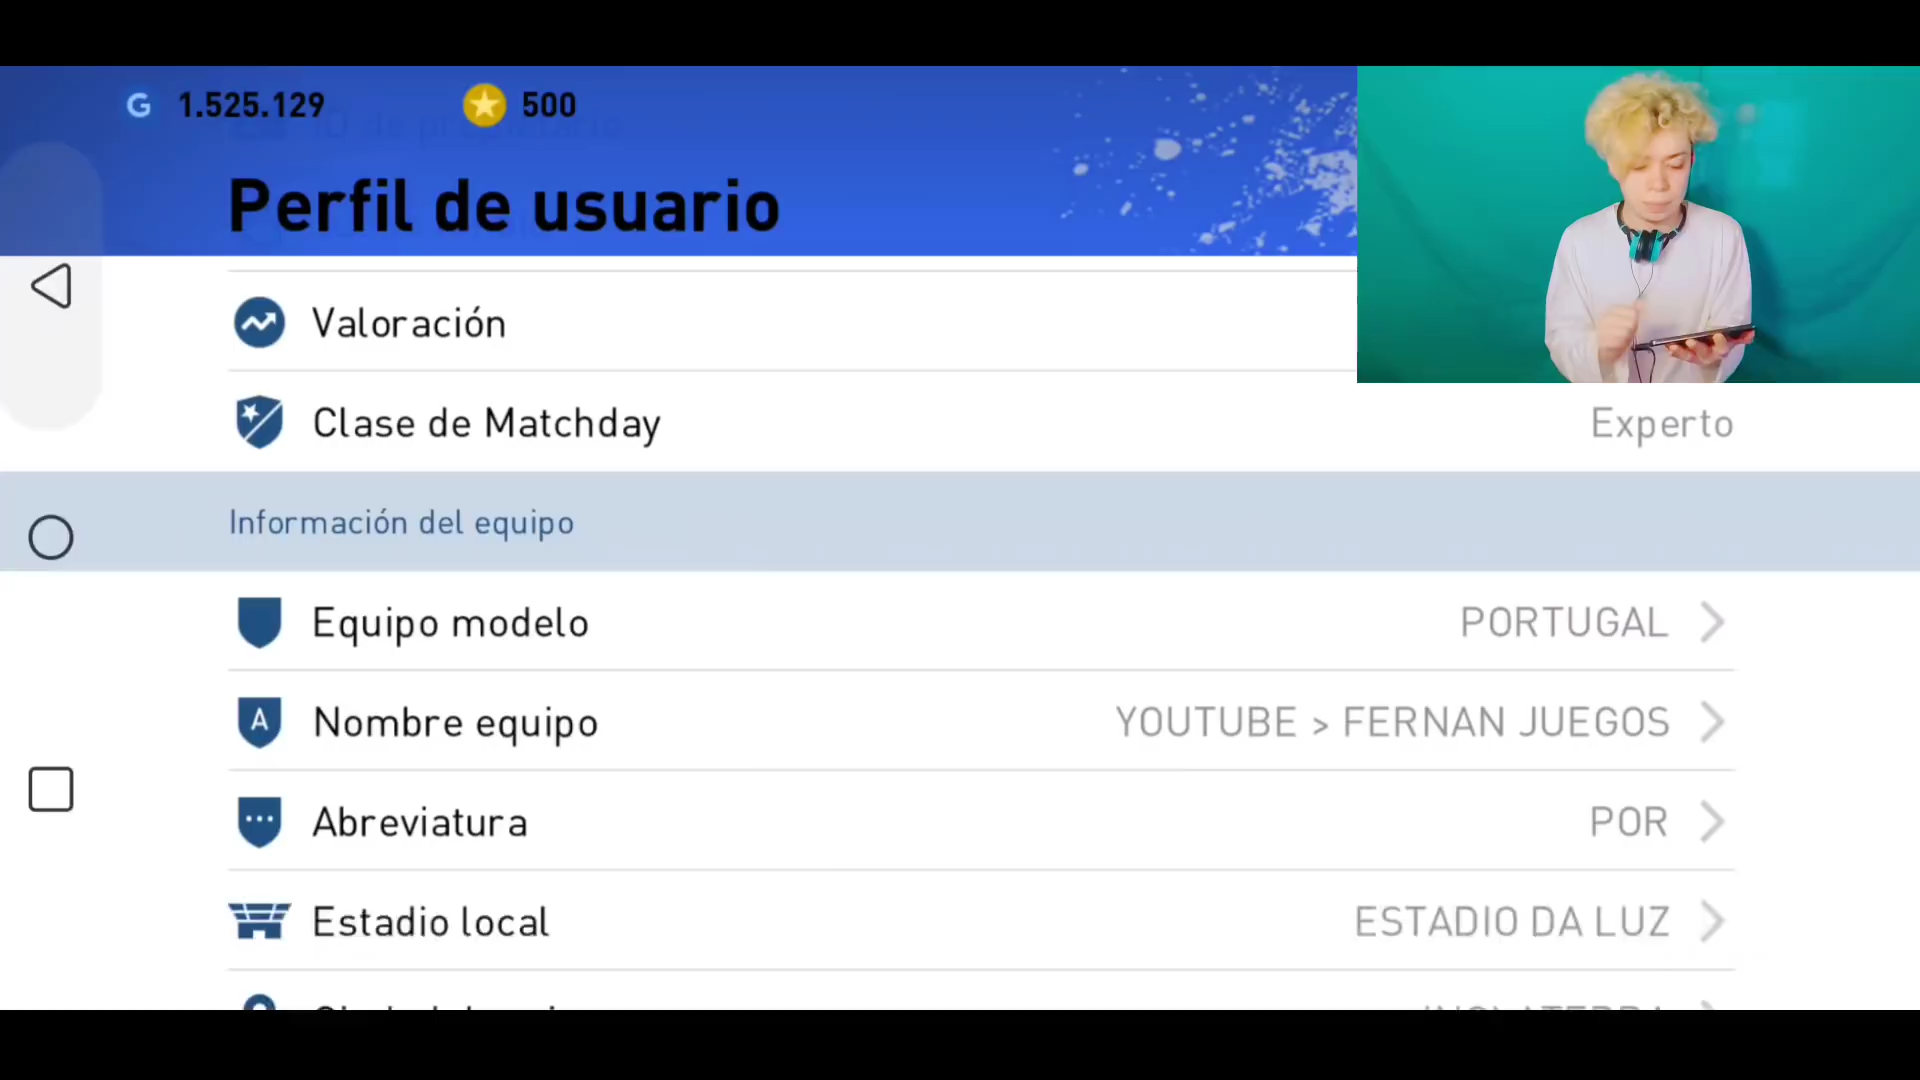 G 1.525.129 500
Perfil de usuario
Valoración
Clase de Matchday Experto
Información del equipo
Equipo modelo PORTUGAL
A Nombre equipo YOUTUBE > FERNAN JUEGOS
Abreviatura POR
Estadio local ESTADIO DA LUZ